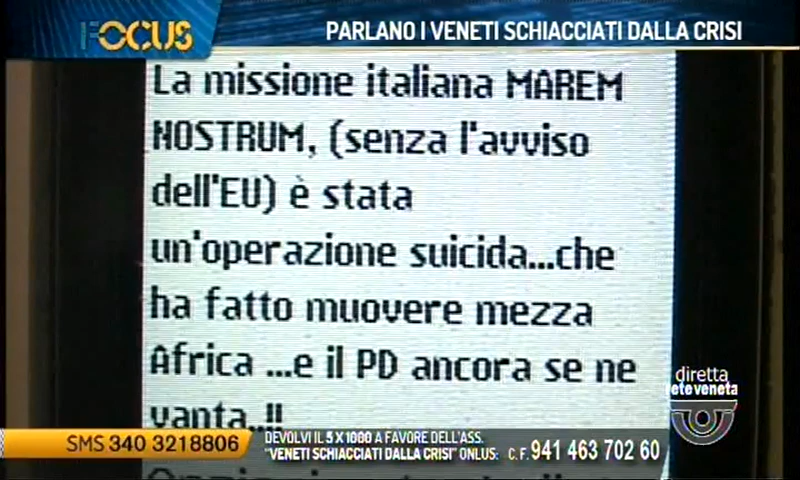 FOCUS
PARLANO I VENETI SCHIACCIATI DALLA CRISI
La missione italiana MAREM
NOSTRUM, (senza l'avviso
dell'EU) è stata
un'operazione suicida...che
ha fatto muovere mezza
Africa ...e il PD ancora se ne
vanta..!!
diretta
reteveneta
SMS 340 3218806
DEVOLVI IL 5 X 1000 A FAVORE DELL'ASS.
"VENETI SCHIACCIATI DALLA CRISI" ONLUS: C.F. 941 463 702 60